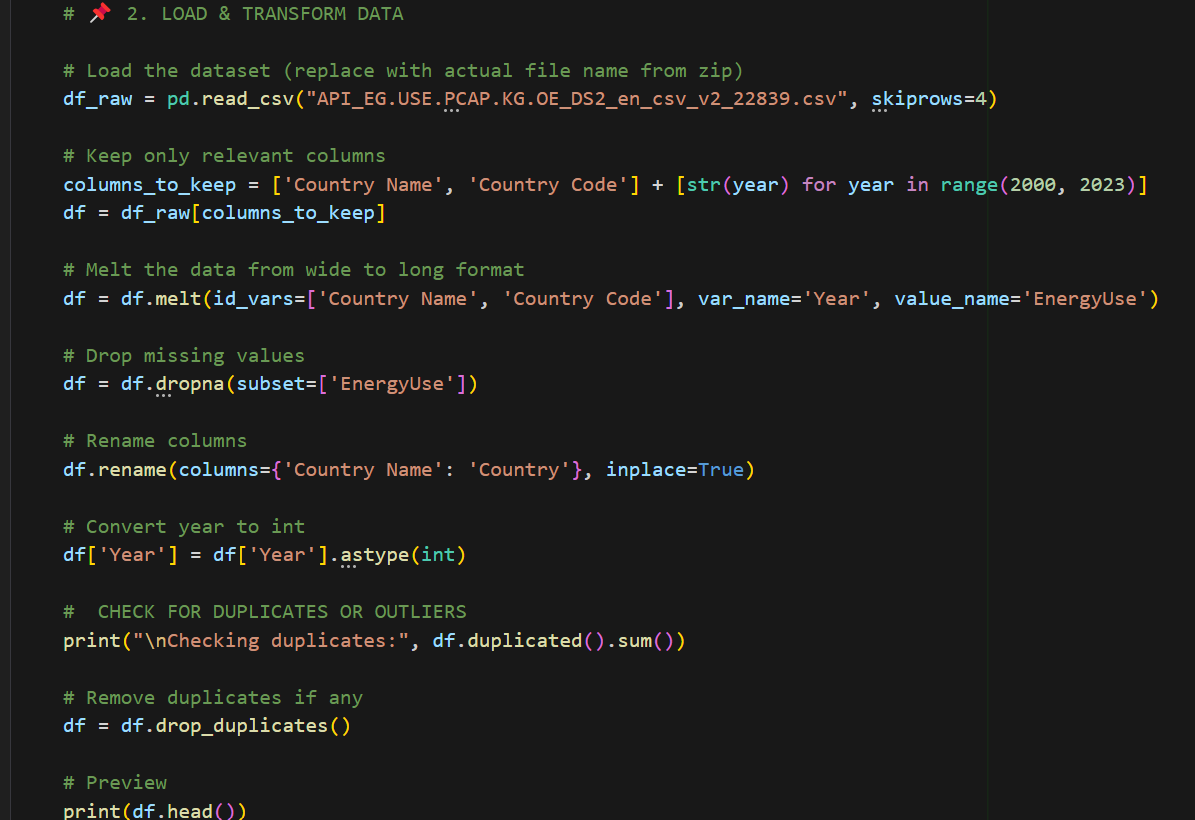 # 📌 2. LOAD & TRANSFORM DATA
# Load the dataset (replace with actual file name from zip)
df_raw = pd.read_csv("API_EG.USE.PCAP.KG.OE_DS2_en_csv_v2_22839.csv", skiprows=4)
# Keep only relevant columns
columns_to_keep = ['Country Name', 'Country Code'] + [str(year) for year in range(2000, 2023)]
df = df_raw[columns_to_keep]
# Melt the data from wide to long format
df = df.melt(id_vars=['Country Name', 'Country Code'], var_name='Year', value_name='EnergyUse')
# Drop missing values
df = df.dropna(subset=['EnergyUse'])
# Rename columns
df.rename(columns={'Country Name': 'Country'}, inplace=True)
# Convert year to int
df['Year'] = df['Year'].astype(int)
#  CHECK FOR DUPLICATES OR OUTLIERS
print("\nChecking duplicates:", df.duplicated().sum())
# Remove duplicates if any
df = df.drop_duplicates()
# Preview
print(df.head())